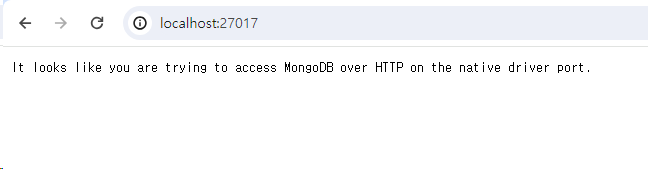 localhost:27017
It looks like you are trying to access MongoDB over HTTP on the native driver port.